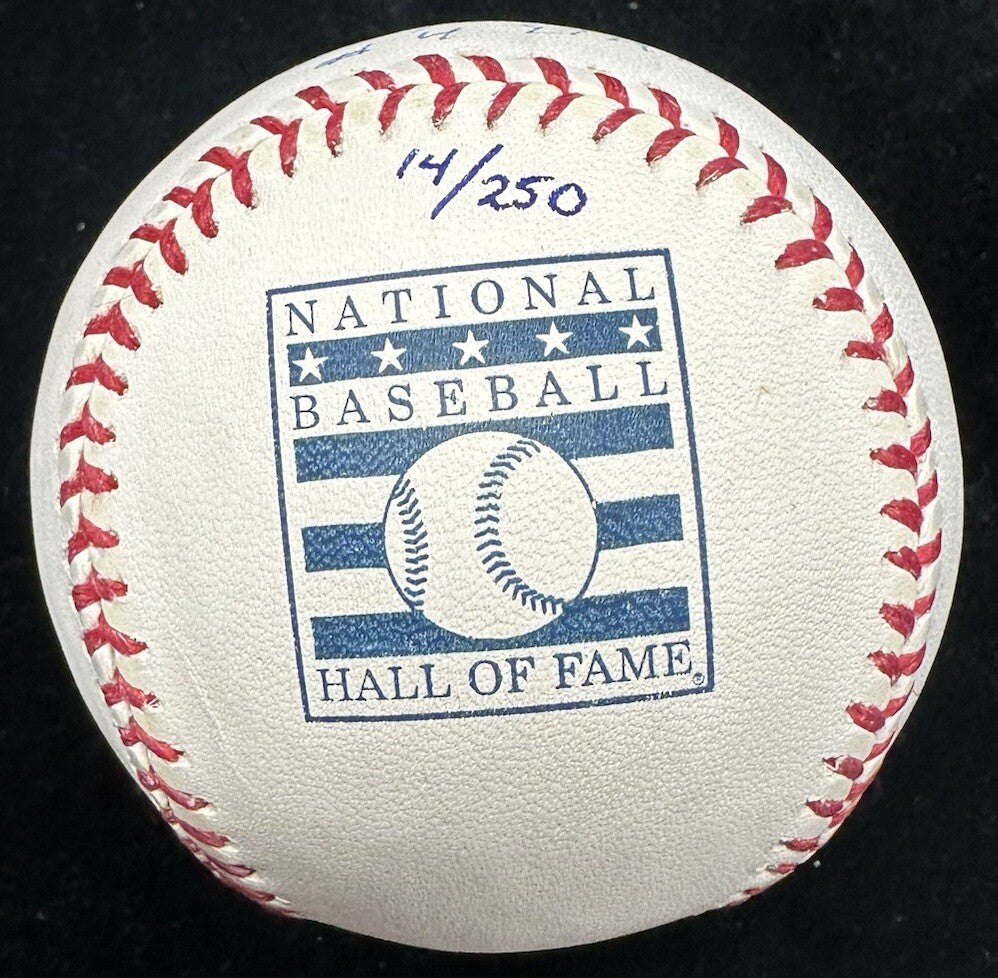 14/250
NATIONAL
BASEBALL
HALL OF FAME®